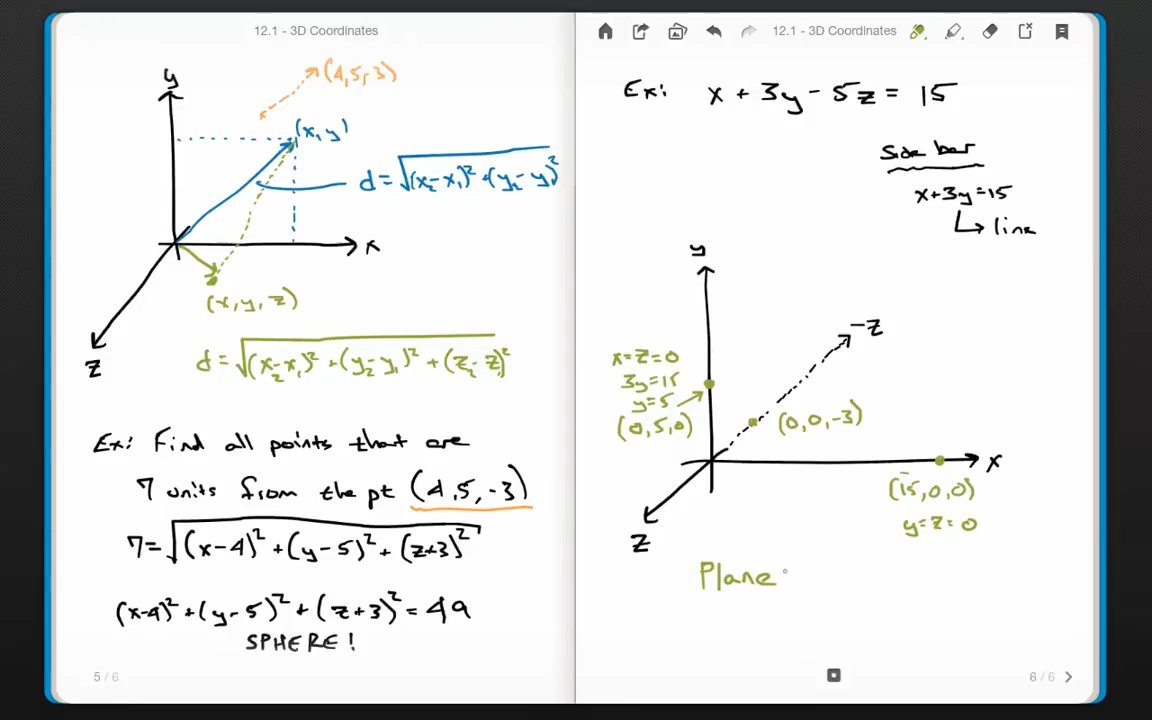 12.1 - 3D Coordinates
y
(4,5,3)
(x,y)
d = √(x₂-x₁)² + (y₂-y₁)²
x
(x,y,z)
z
d = √(x₂-x₁)² + (y₂-y₁)² + (z₂-z₁)²
Ex: Find all points that are
7 units from the pt (4,5,-3)
7 = √(x-4)² + (y-5)² + (z+3)²
(x-4)² + (y-5)² + (z+3)² = 49
SPHERE!
5 / 6
12.1 - 3D Coordinates
Ex: x + 3y - 5z = 15
Side bar
x+3y=15
line
y
-z
x=z=0
3y=15
y=5
(0,5,0)
(0,0,-3)
x
(15,0,0)
y=z=0
z
Plane
6 / 6